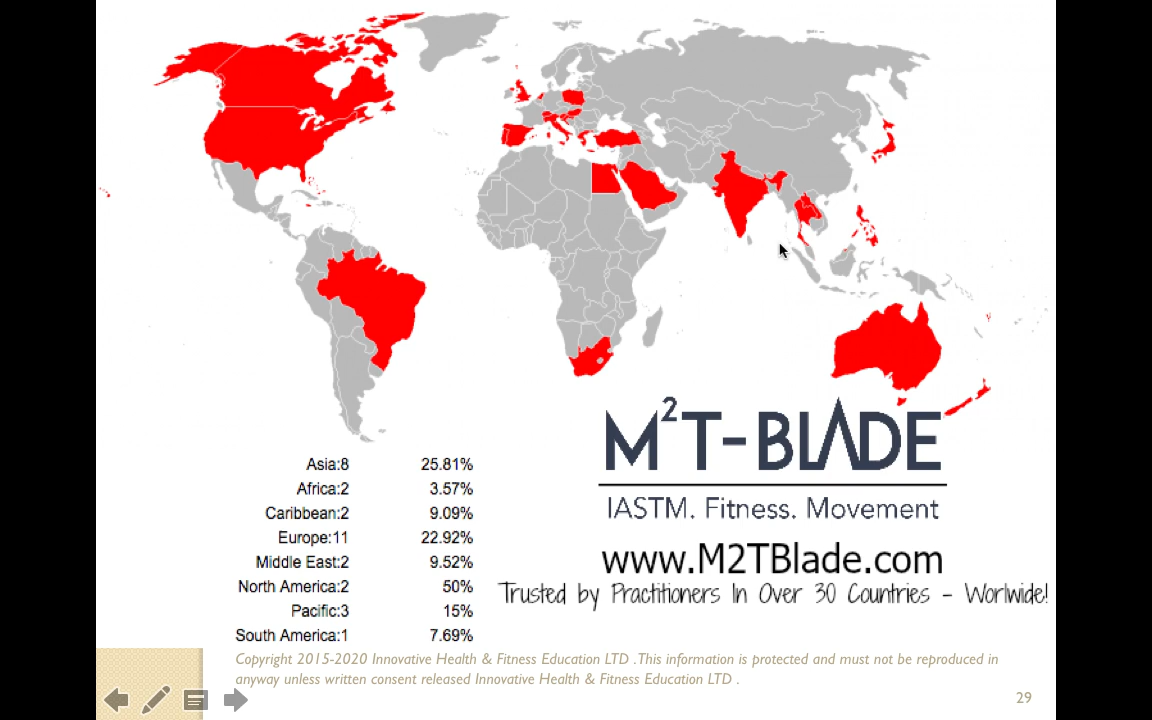 Asia:8 25.81%
Africa:2 3.57%
Caribbean:2 9.09%
Europe:11 22.92%
Middle East:2 9.52%
North America:2 50%
Pacific:3 15%
South America:1 7.69%
M²T-BLADE
IASTM. Fitness. Movement
www.M2TBlade.com
Trusted by Practitioners In Over 30 Countries - Worlwide!
Copyright 2015-2020 Innovative Health & Fitness Education LTD .This information is protected and must not be reproduced in
anyway unless written consent released Innovative Health & Fitness Education LTD .
29